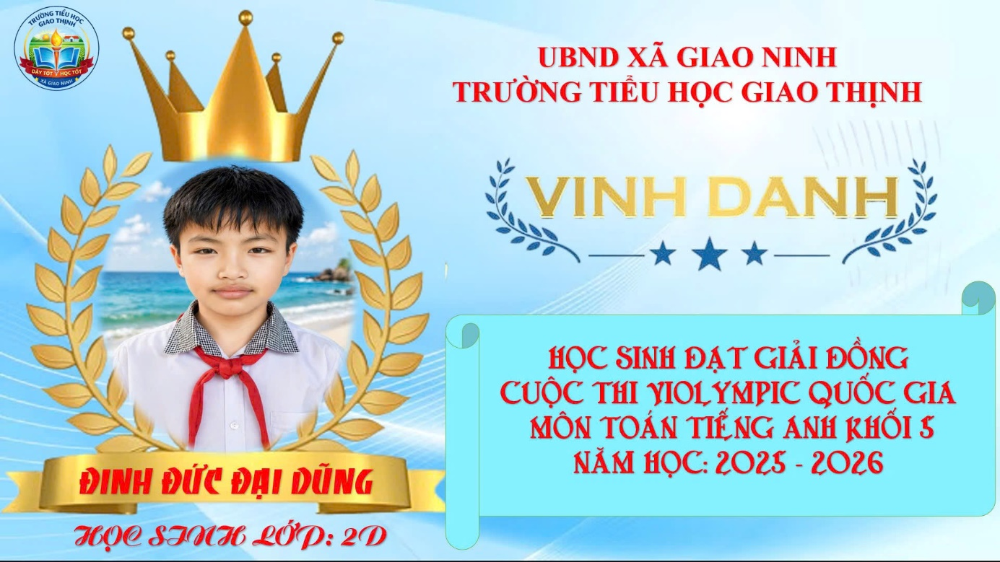 TRƯỜNG TIỂU HỌC
GIAO THỊNH
DẠY TỐT HỌC TỐT
XÃ GIAO NINH
UBND XÃ GIAO NINH
TRƯỜNG TIỂU HỌC GIAO THỊNH
VINH DANH
HỌC SINH ĐẠT GIẢI ĐỒNG
CUỘC THI VIOLYMPIC QUỐC GIA
MÔN TOÁN TIẾNG ANH KHỐI 5
NĂM HỌC: 2025 - 2026
ĐINH ĐỨC ĐẠI DŨNG
HỌC SINH LỚP: 2D